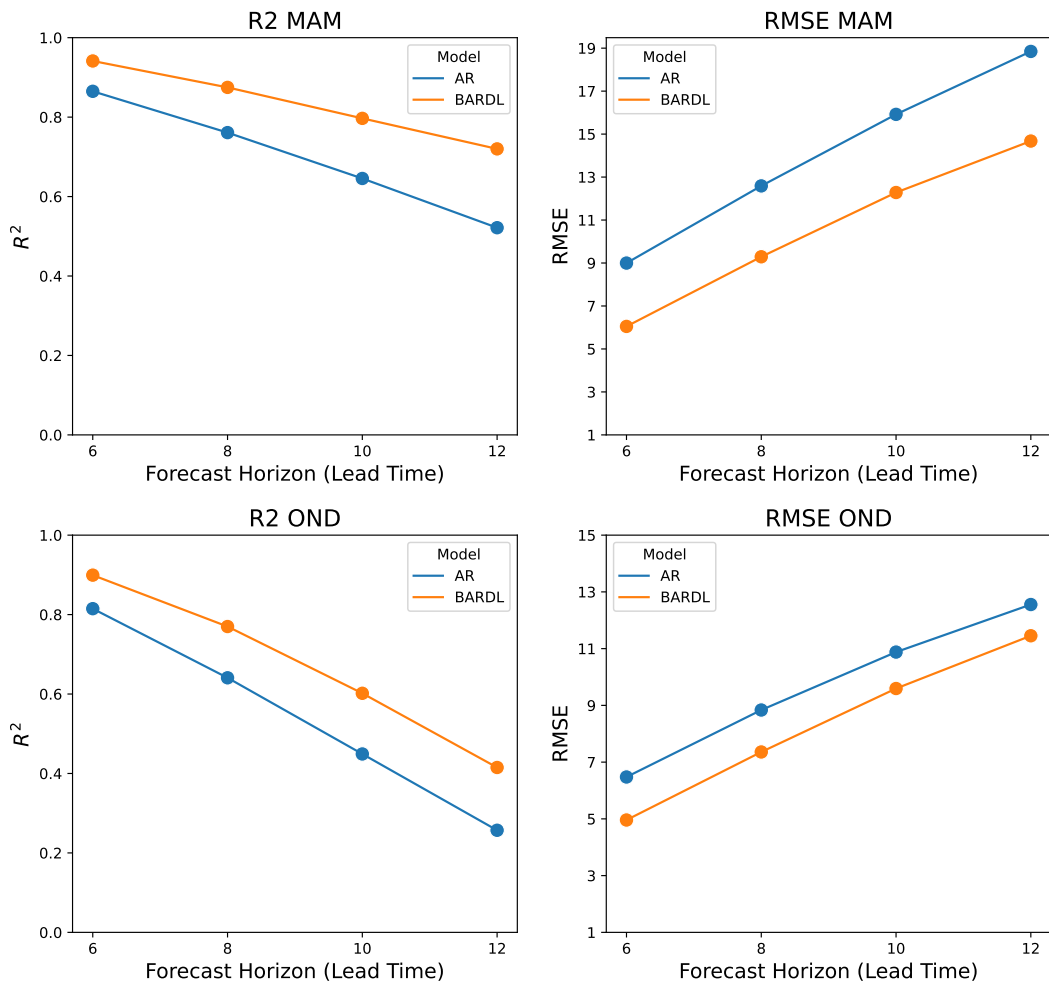 R2 MAM
1.0
0.8
0.6
0.4
0.2
0.0
R²
6 8 10 12
Forecast Horizon (Lead Time)
Model
AR
BARDL
RMSE MAM
19
17
15
13
11
9
7
5
3
1
RMSE
6 8 10 12
Forecast Horizon (Lead Time)
Model
AR
BARDL
R2 OND
1.0
0.8
0.6
0.4
0.2
0.0
R²
6 8 10 12
Forecast Horizon (Lead Time)
Model
AR
BARDL
RMSE OND
15
13
11
9
7
5
3
1
RMSE
6 8 10 12
Forecast Horizon (Lead Time)
Model
AR
BARDL